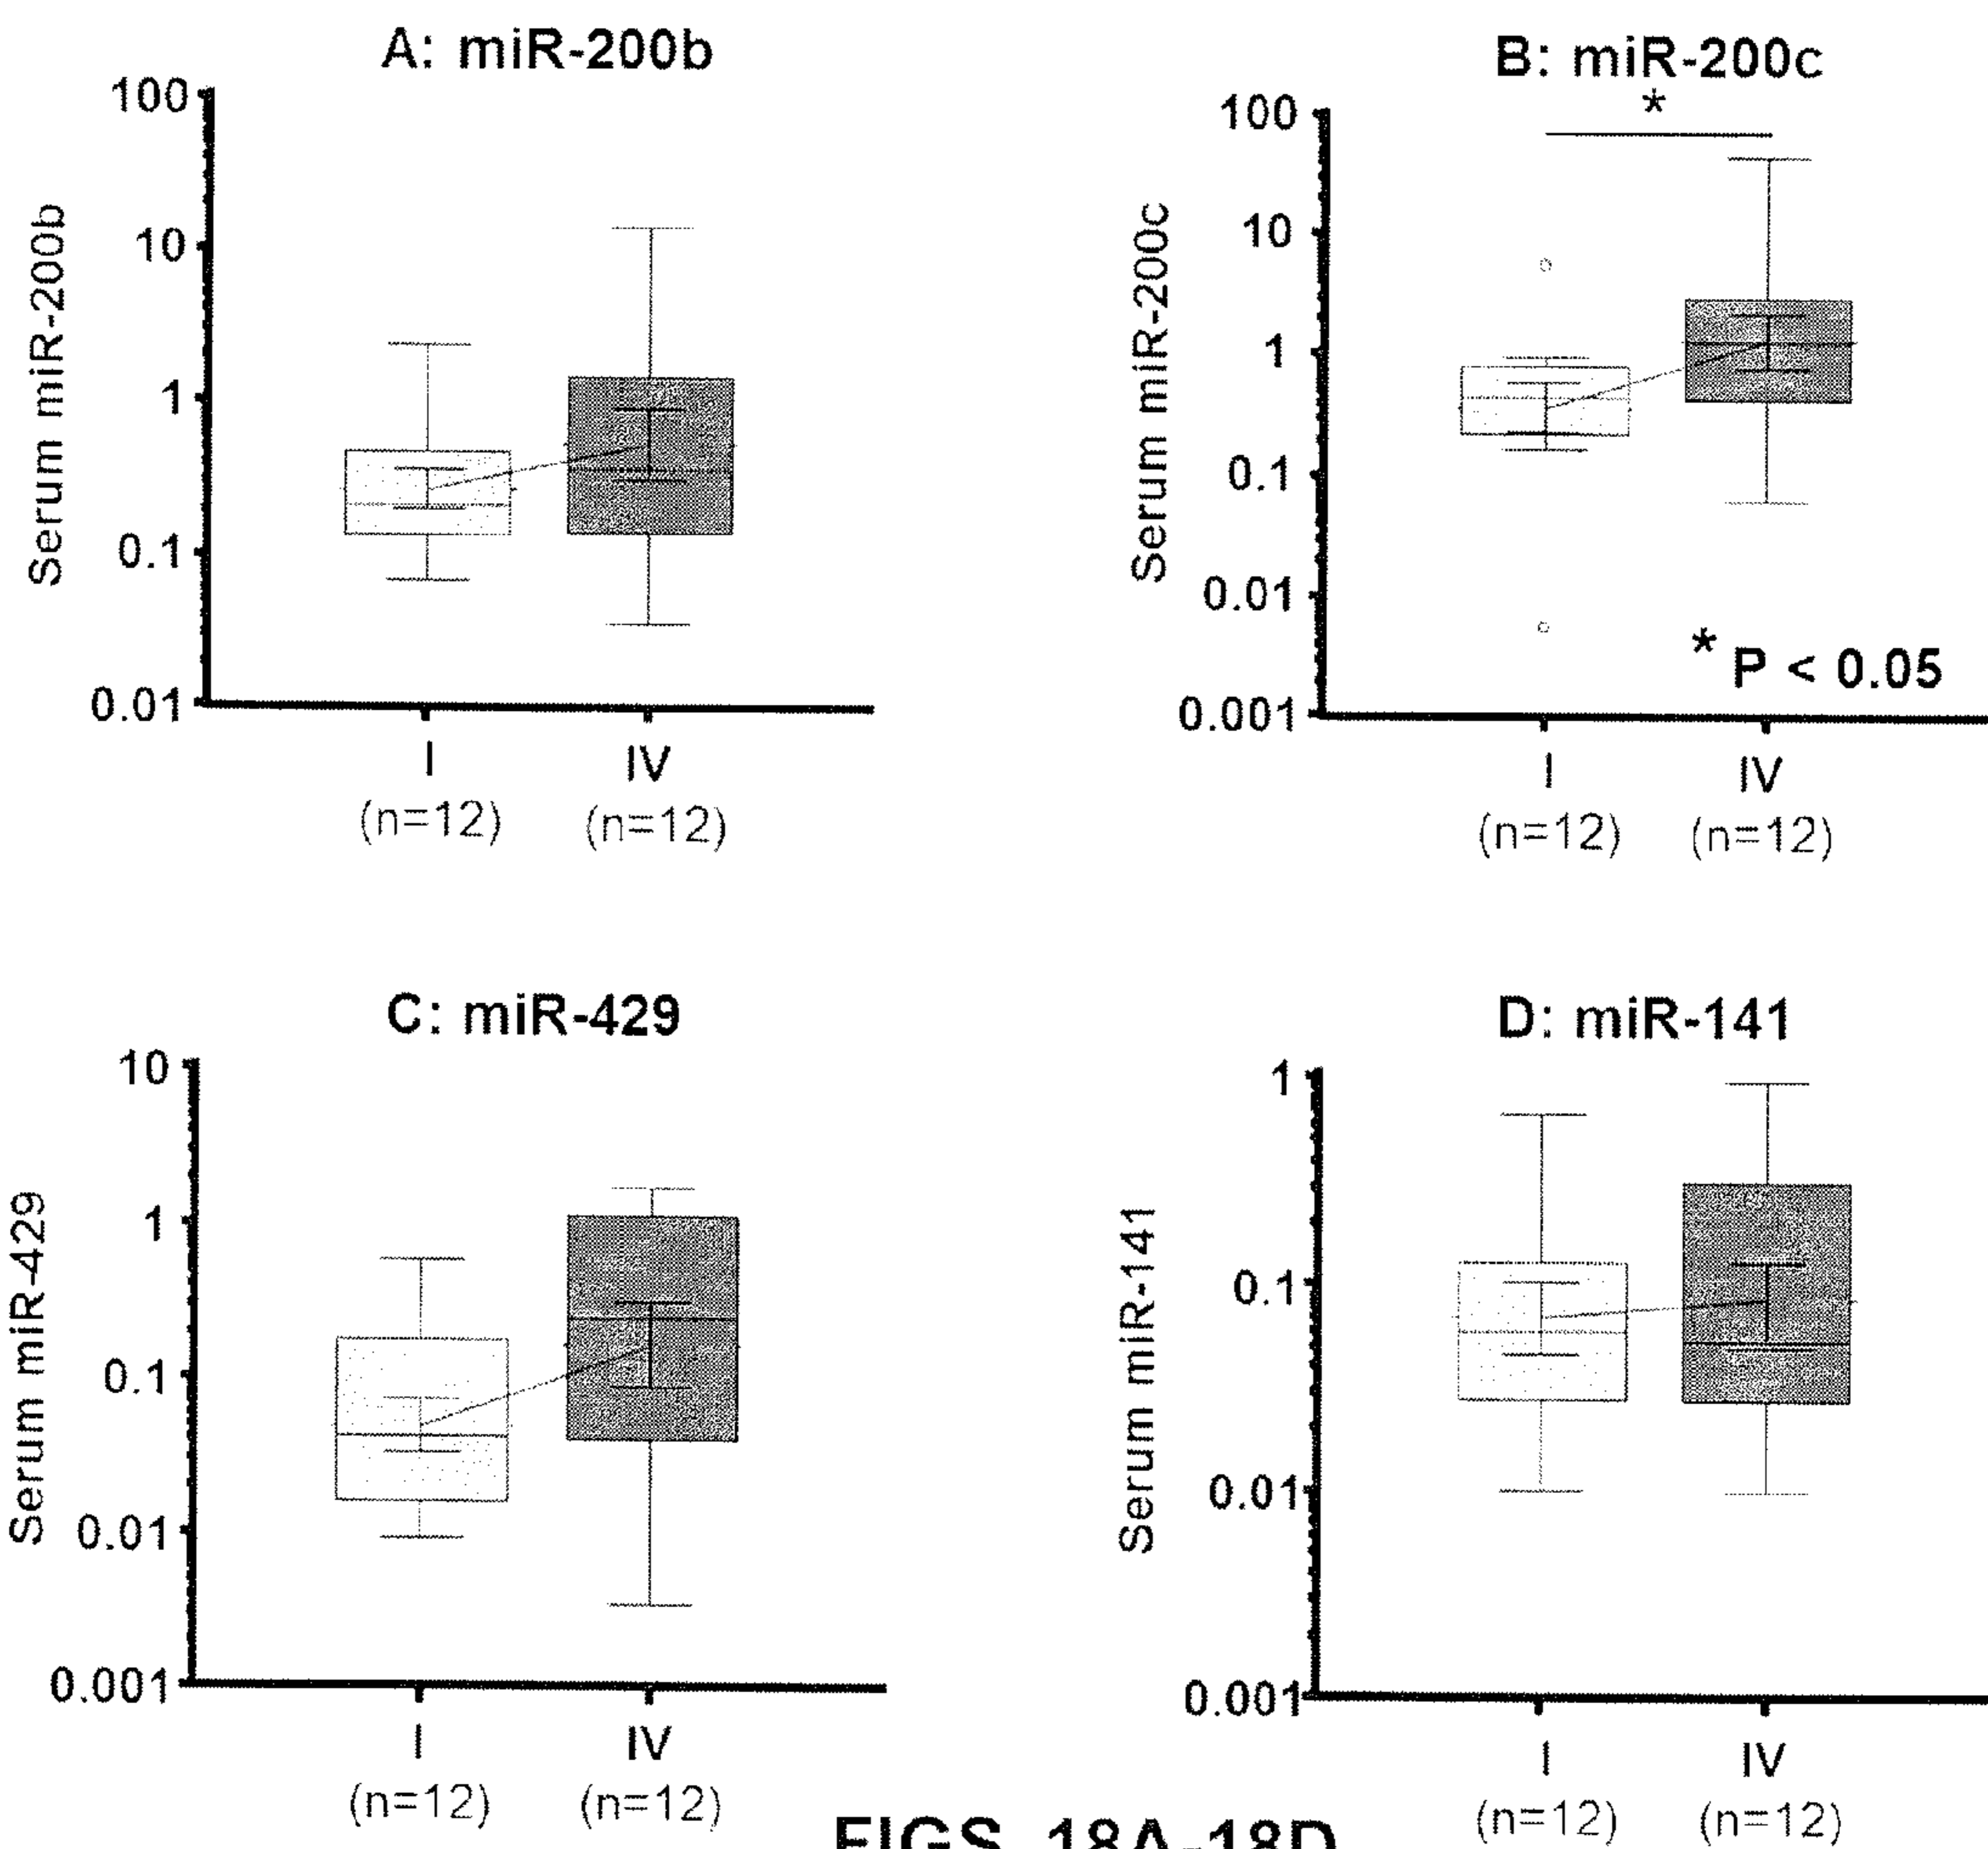 A: miR-200b
100
10
1
0.1
0.01
Serum miR-200b
I
IV
(n=12)
(n=12)
B: miR-200c
*
100
10
1
0.1
0.01
0.001
Serum miR-200c
* P < 0.05
I
IV
(n=12)
(n=12)
C: miR-429
10
1
0.1
0.01
0.001
Serum miR-429
I
IV
(n=12)
(n=12)
D: miR-141
1
0.1
0.01
0.001
Serum miR-141
I
IV
(n=12)
(n=12)
FIGS. 18A-18D